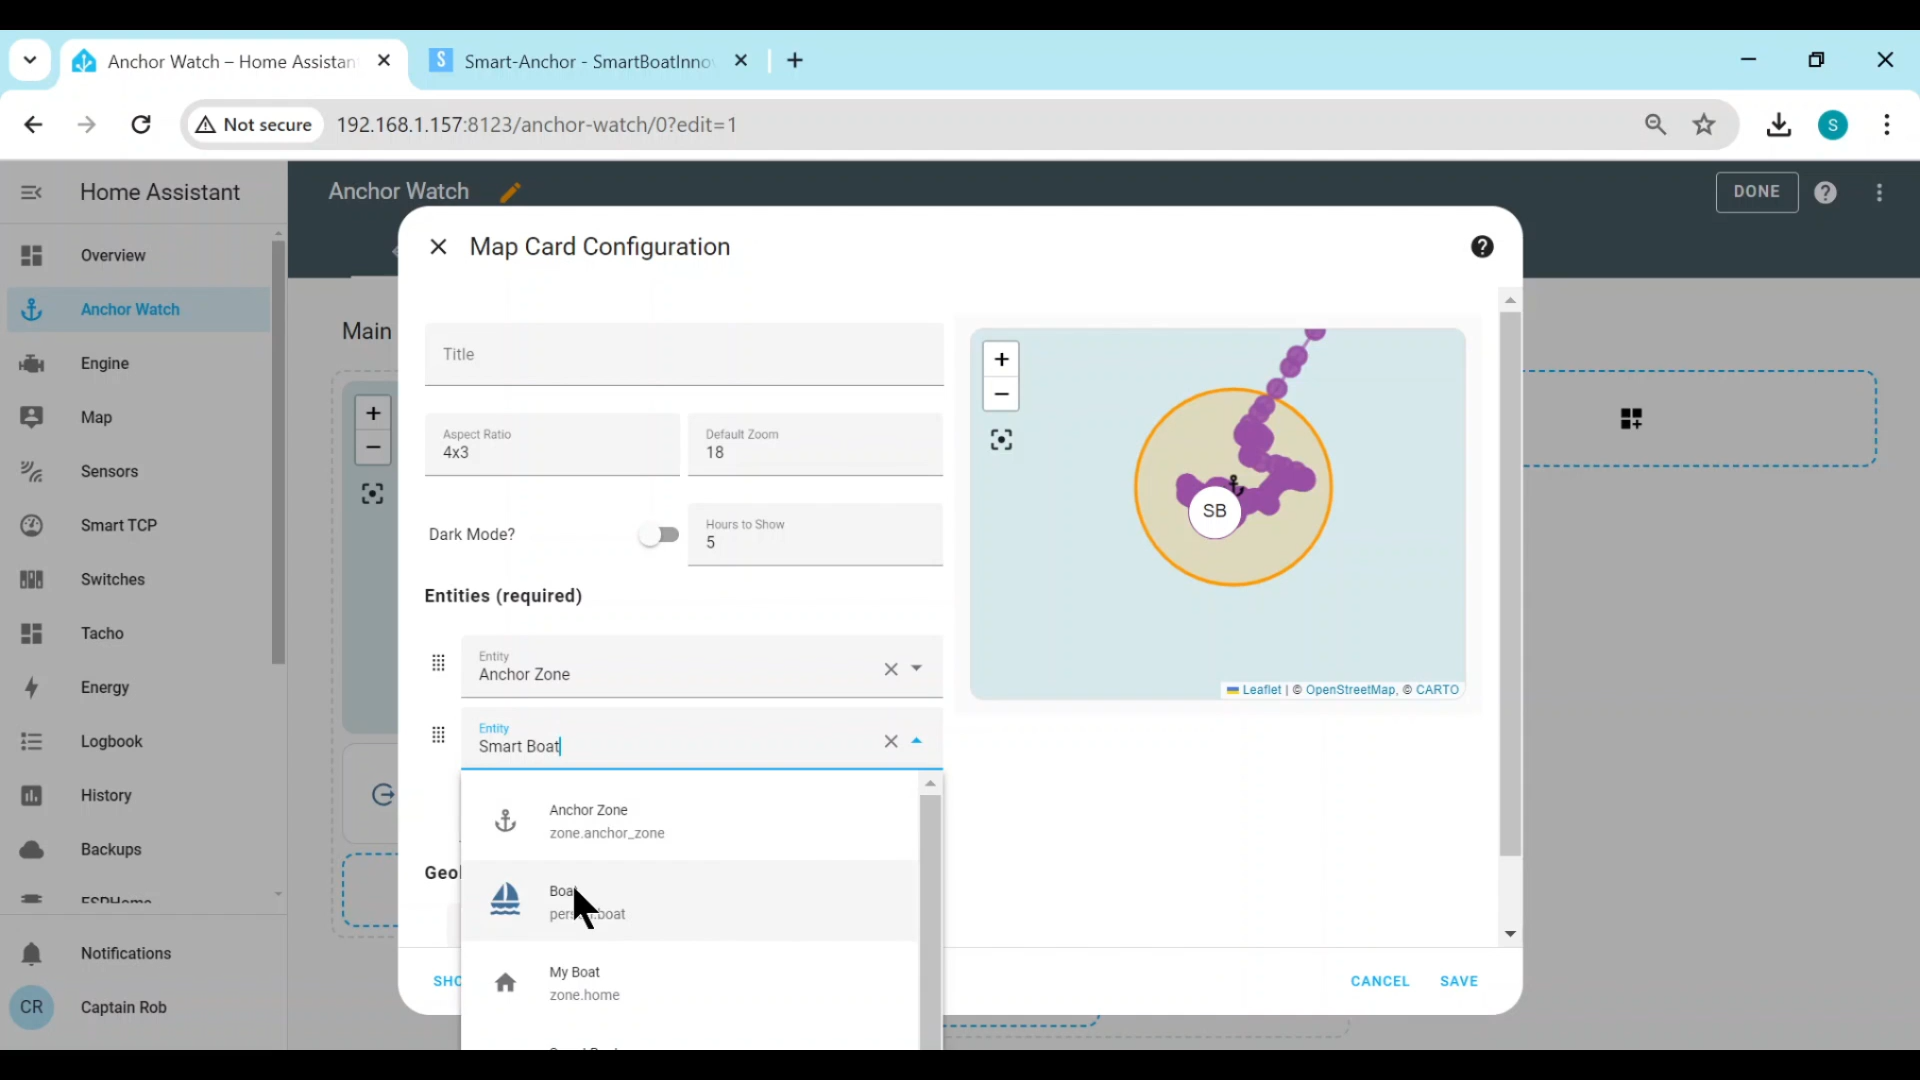 Anchor Watch – Home Assistan
Smart-Anchor - SmartBoatInno
Not secure
192.168.1.157:8123/anchor-watch/0?edit=1
S
Home Assistant
Anchor Watch
DONE
Overview
Anchor Watch
Engine
Map
Sensors
Smart TCP
Switches
Tacho
Energy
Logbook
History
Backups
ESPHome
Notifications
CR
Captain Rob
Main
Map Card Configuration
Title
Aspect Ratio
4x3
Default Zoom
18
Dark Mode?
Hours to Show
5
Entities (required)
Entity
Anchor Zone
Entity
Smart Boat
Anchor Zone
zone.anchor_zone
Boat
My Boat
zone.home
Geol
SHO
SB
Leaflet | © OpenStreetMap, © CARTO
CANCEL
SAVE